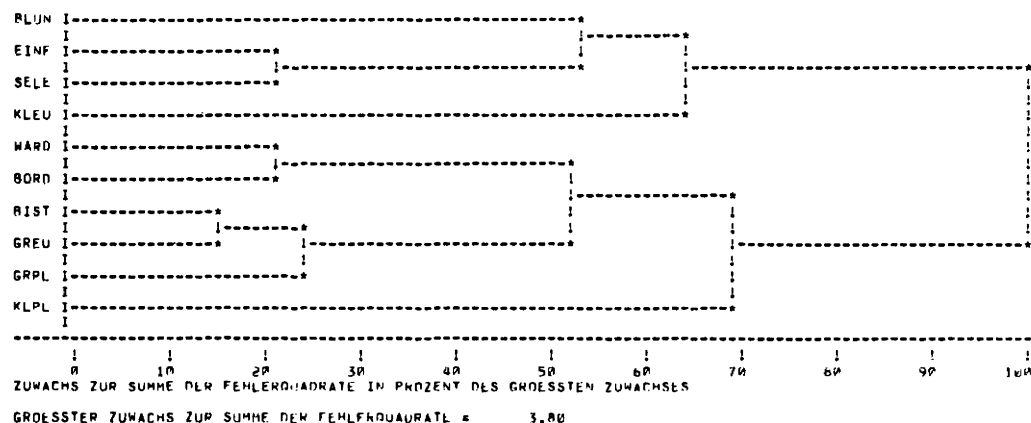 BLUN
EINF
SELE
KLEU
WARD
BORD
BIST
GREU
GRPL
KLPL
0 10 20 30 40 50 60 70 80 90 100
ZUWACHS ZUR SUMME DER FEHLERQUADRATE IN PROZENT DES GROESSTEN ZUWACHSES
GROESSTER ZUWACHS ZUR SUMME DER FEHLERQUADRATE = 3.80